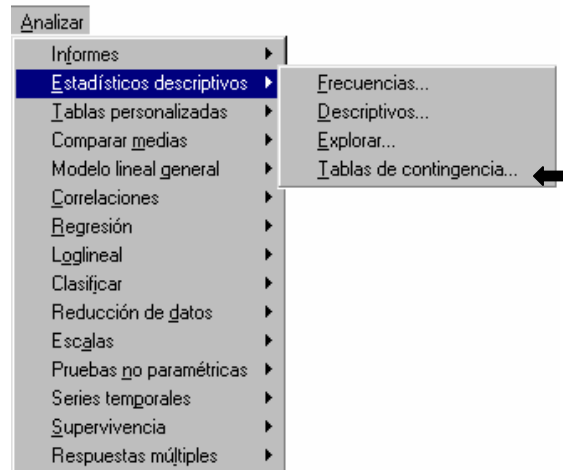 Analizar
Informes
Estadísticos descriptivos
Tablas personalizadas
Comparar medias
Modelo lineal general
Correlaciones
Regresión
Loglineal
Clasificar
Reducción de datos
Escalas
Pruebas no paramétricas
Series temporales
Supervivencia
Respuestas múltiples
Frecuencias...
Descriptivos...
Explorar...
Tablas de contingencia...